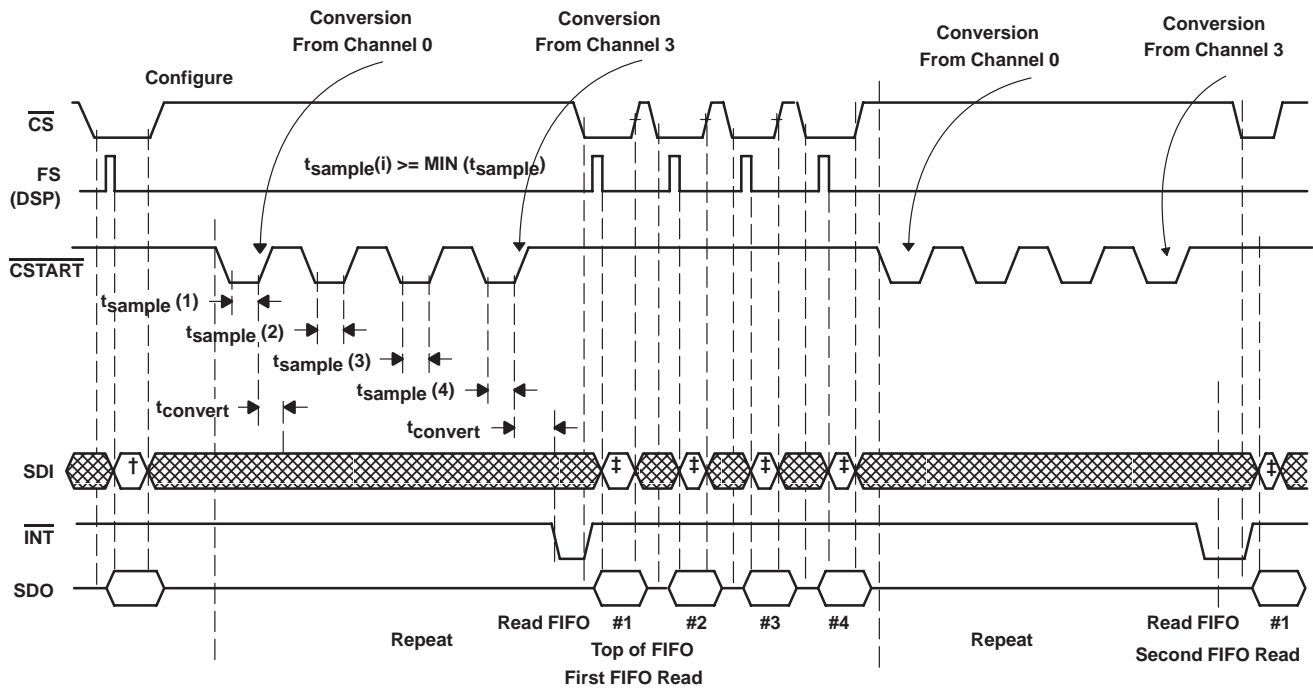 Conversion
From Channel 0
Conversion
From Channel 3
Conversion
From Channel 0
Conversion
From Channel 3
Configure
CS
FS
(DSP)
tsample(i) >= MIN (tsample)
CSTART
tsample (1)
tsample (2)
tsample (3)
tsample (4)
tconvert
tconvert
SDI
†
‡
‡
‡
‡
‡
INT
SDO
Repeat
Read FIFO
#1
#2
#3
#4
Top of FIFO
First FIFO Read
Repeat
Read FIFO
#1
Second FIFO Read